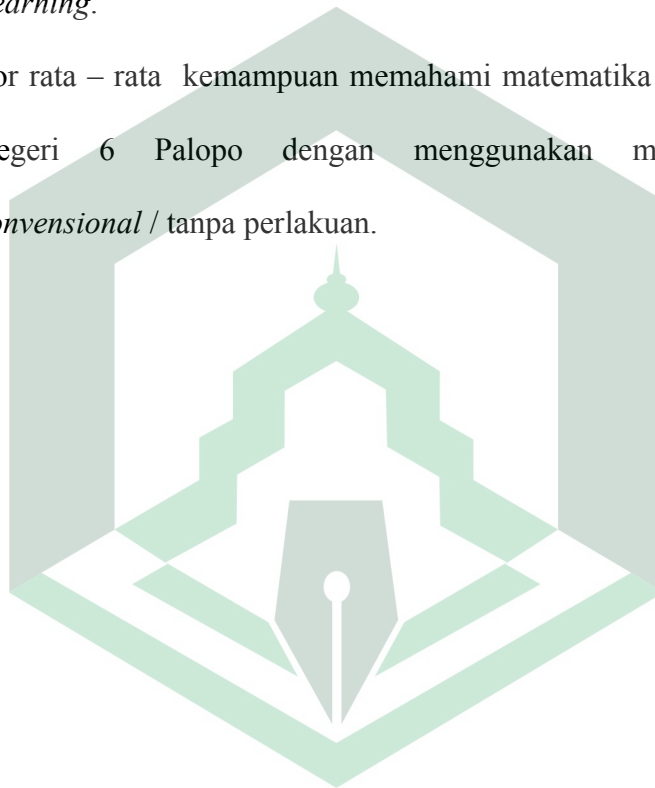 earning.
or rata – rata kemampuan memahami matematika
egeri 6 Palopo dengan menggunakan m
onvensional / tanpa perlakuan.